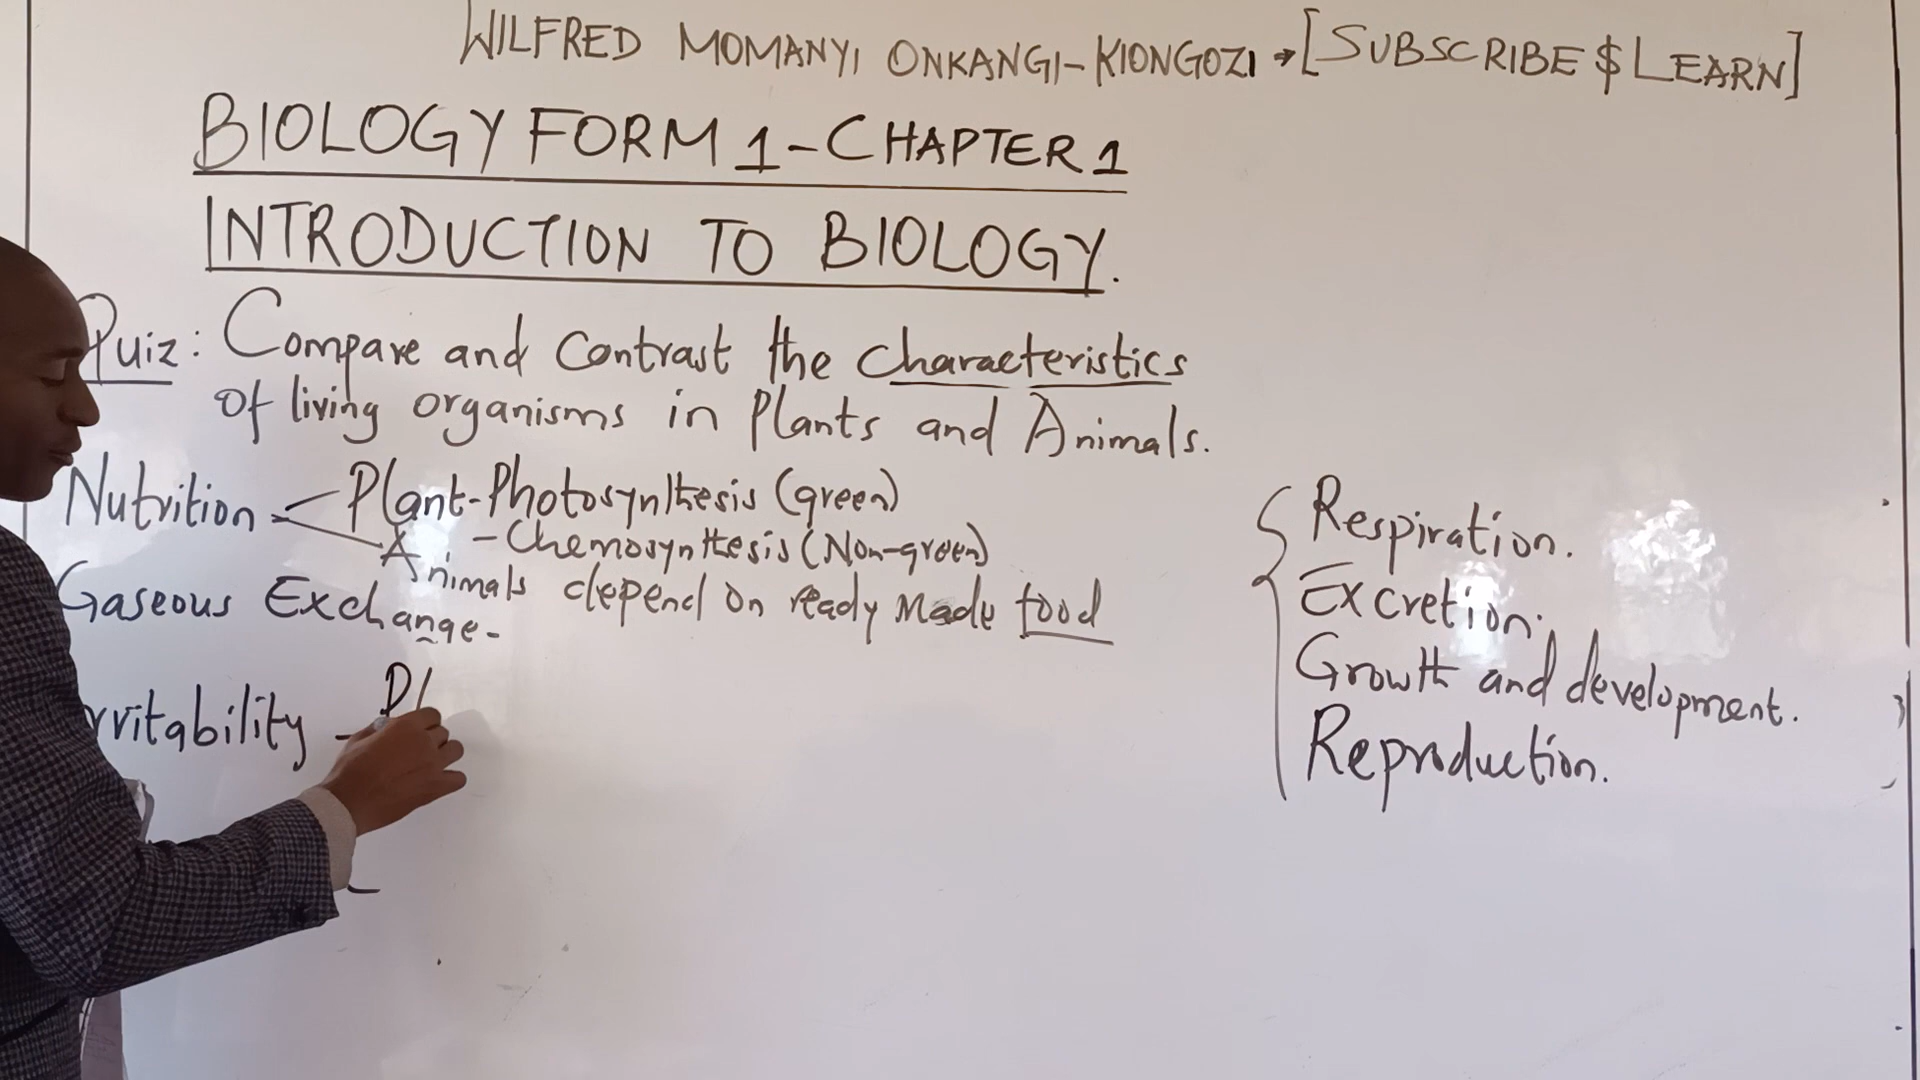 WILFRED MOMANYI ONKANGI-KIONGOZI → [SUBSCRIBE $ LEARN]
BIOLOGY FORM 1 - CHAPTER 1
INTRODUCTION TO BIOLOGY.
Quiz: Compare and Contrast the Characteristics
of living organisms in Plants and Animals.
Nutrition Plant-Photosynthesis (green)
- Chemosynthesis (Non-green)
Animals depend on ready made food
Gaseous Exchange-
rritability - Pl
Respiration.
Excretion.
Growth and development.
Reproduction.